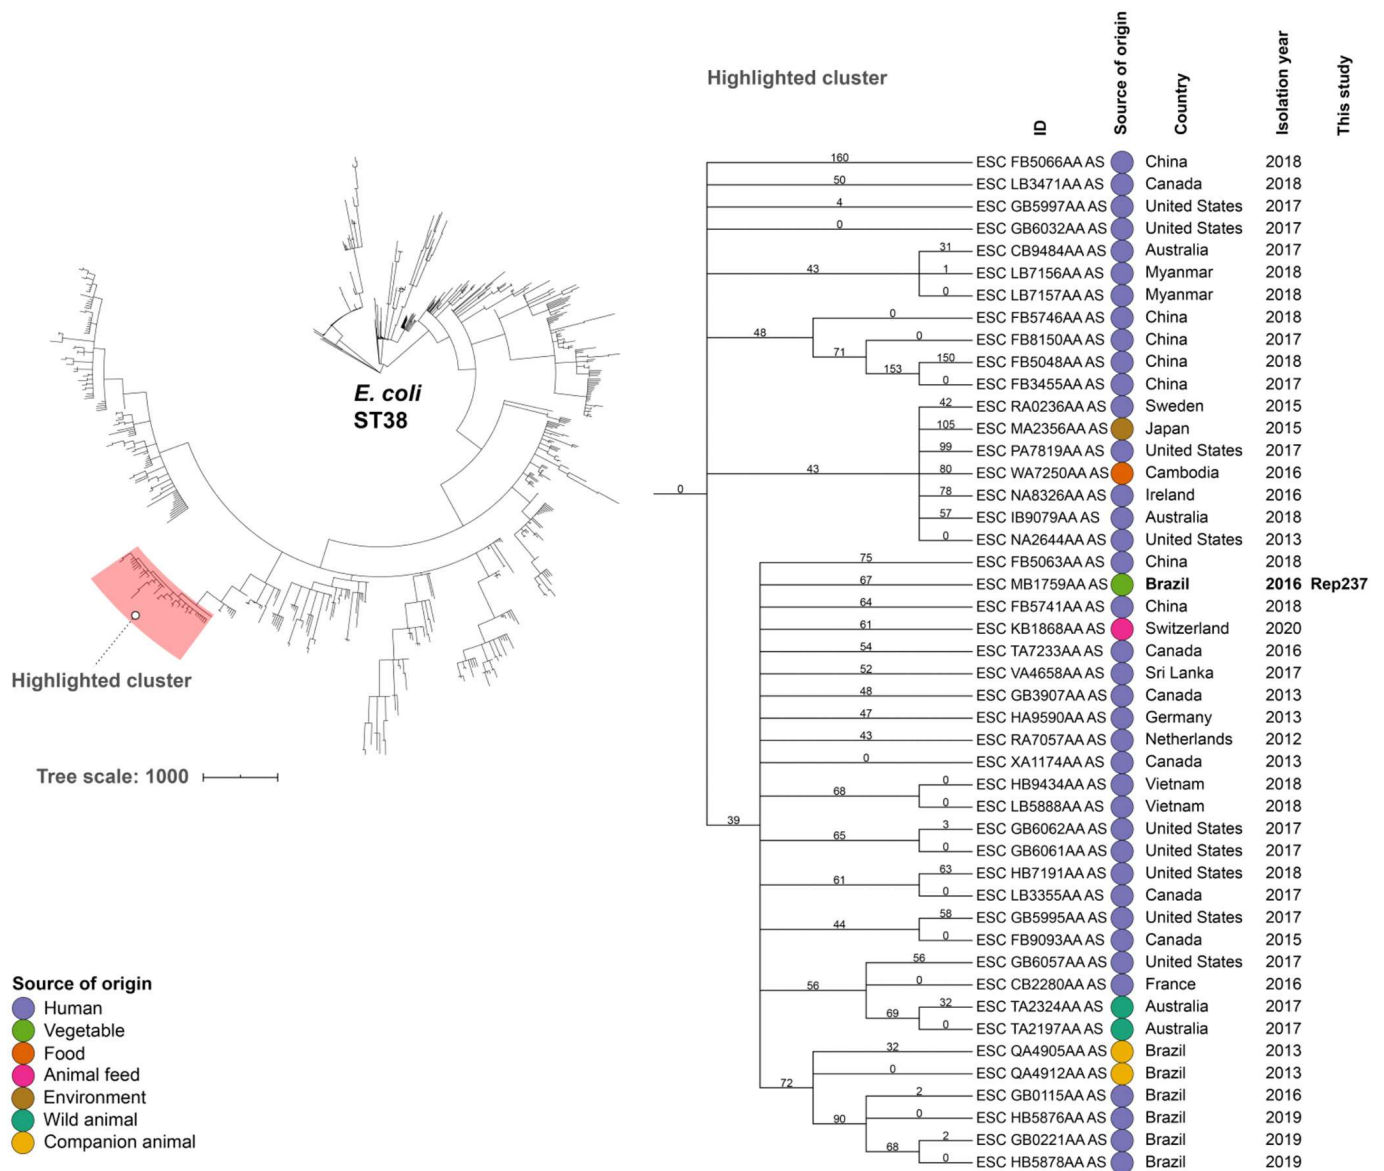 Highlighted cluster
ID
Source of origin
Country
Isolation year
This study
E. coli
ST38
Highlighted cluster
Tree scale: 1000
Source of origin
Human
Vegetable
Food
Animal feed
Environment
Wild animal
Companion animal
0
160 ESC FB5066AA AS China 2018
50 ESC LB3471AA AS Canada 2018
4 ESC GB5997AA AS United States 2017
0 ESC GB6032AA AS United States 2017
31 ESC CB9484AA AS Australia 2017
43 1 ESC LB7156AA AS Myanmar 2018
0 ESC LB7157AA AS Myanmar 2018
0 ESC FB5746AA AS China 2018
48 0 ESC FB8150AA AS China 2017
71 150 ESC FB5048AA AS China 2018
153 0 ESC FB3455AA AS China 2017
42 ESC RA0236AA AS Sweden 2015
105 ESC MA2356AA AS Japan 2015
99 ESC PA7819AA AS United States 2017
43 80 ESC WA7250AA AS Cambodia 2016
78 ESC NA8326AA AS Ireland 2016
57 ESC IB9079AA AS Australia 2018
0 ESC NA2644AA AS United States 2013
75 ESC FB5063AA AS China 2018
67 ESC MB1759AA AS Brazil 2016 Rep237
64 ESC FB5741AA AS China 2018
61 ESC KB1868AA AS Switzerland 2020
54 ESC TA7233AA AS Canada 2016
52 ESC VA4658AA AS Sri Lanka 2017
48 ESC GB3907AA AS Canada 2013
47 ESC HA9590AA AS Germany 2013
43 ESC RA7057AA AS Netherlands 2012
0 ESC XA1174AA AS Canada 2013
0 ESC HB9434AA AS Vietnam 2018
68 0 ESC LB5888AA AS Vietnam 2018
39 3 ESC GB6062AA AS United States 2017
65 0 ESC GB6061AA AS United States 2017
63 ESC HB7191AA AS United States 2018
61 0 ESC LB3355AA AS Canada 2017
58 ESC GB5995AA AS United States 2017
44 0 ESC FB9093AA AS Canada 2015
56 ESC GB6057AA AS United States 2017
56 0 ESC CB2280AA AS France 2016
32 ESC TA2324AA AS Australia 2017
69 0 ESC TA2197AA AS Australia 2017
32 ESC QA4905AA AS Brazil 2013
72 0 ESC QA4912AA AS Brazil 2013
2 ESC GB0115AA AS Brazil 2016
90 0 ESC HB5876AA AS Brazil 2019
2 ESC GB0221AA AS Brazil 2019
68 0 ESC HB5878AA AS Brazil 2019